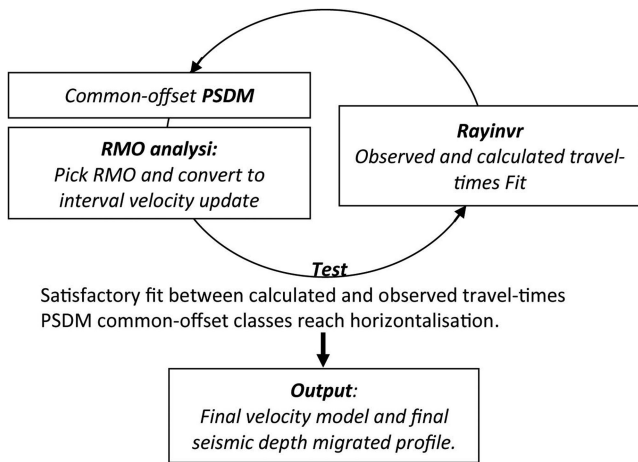 Common-offset PSDM
RMO analysi:
Pick RMO and convert to
interval velocity update
Rayinvr
Observed and calculated travel-
times Fit
Test
Satisfactory fit between calculated and observed travel-times
PSDM common-offset classes reach horizontalisation.
Output:
Final velocity model and final
seismic depth migrated profile.